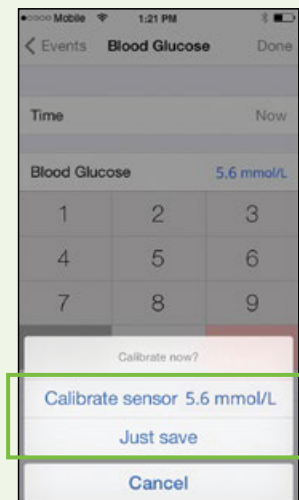 Mobile 1:21 PM
Events Blood Glucose Done
Time Now
Blood Glucose 5.6 mmol/L
1 2 3
4 5 6
7 8 9
Calibrate now?
Calibrate sensor 5.6 mmol/L
Just save
Cancel